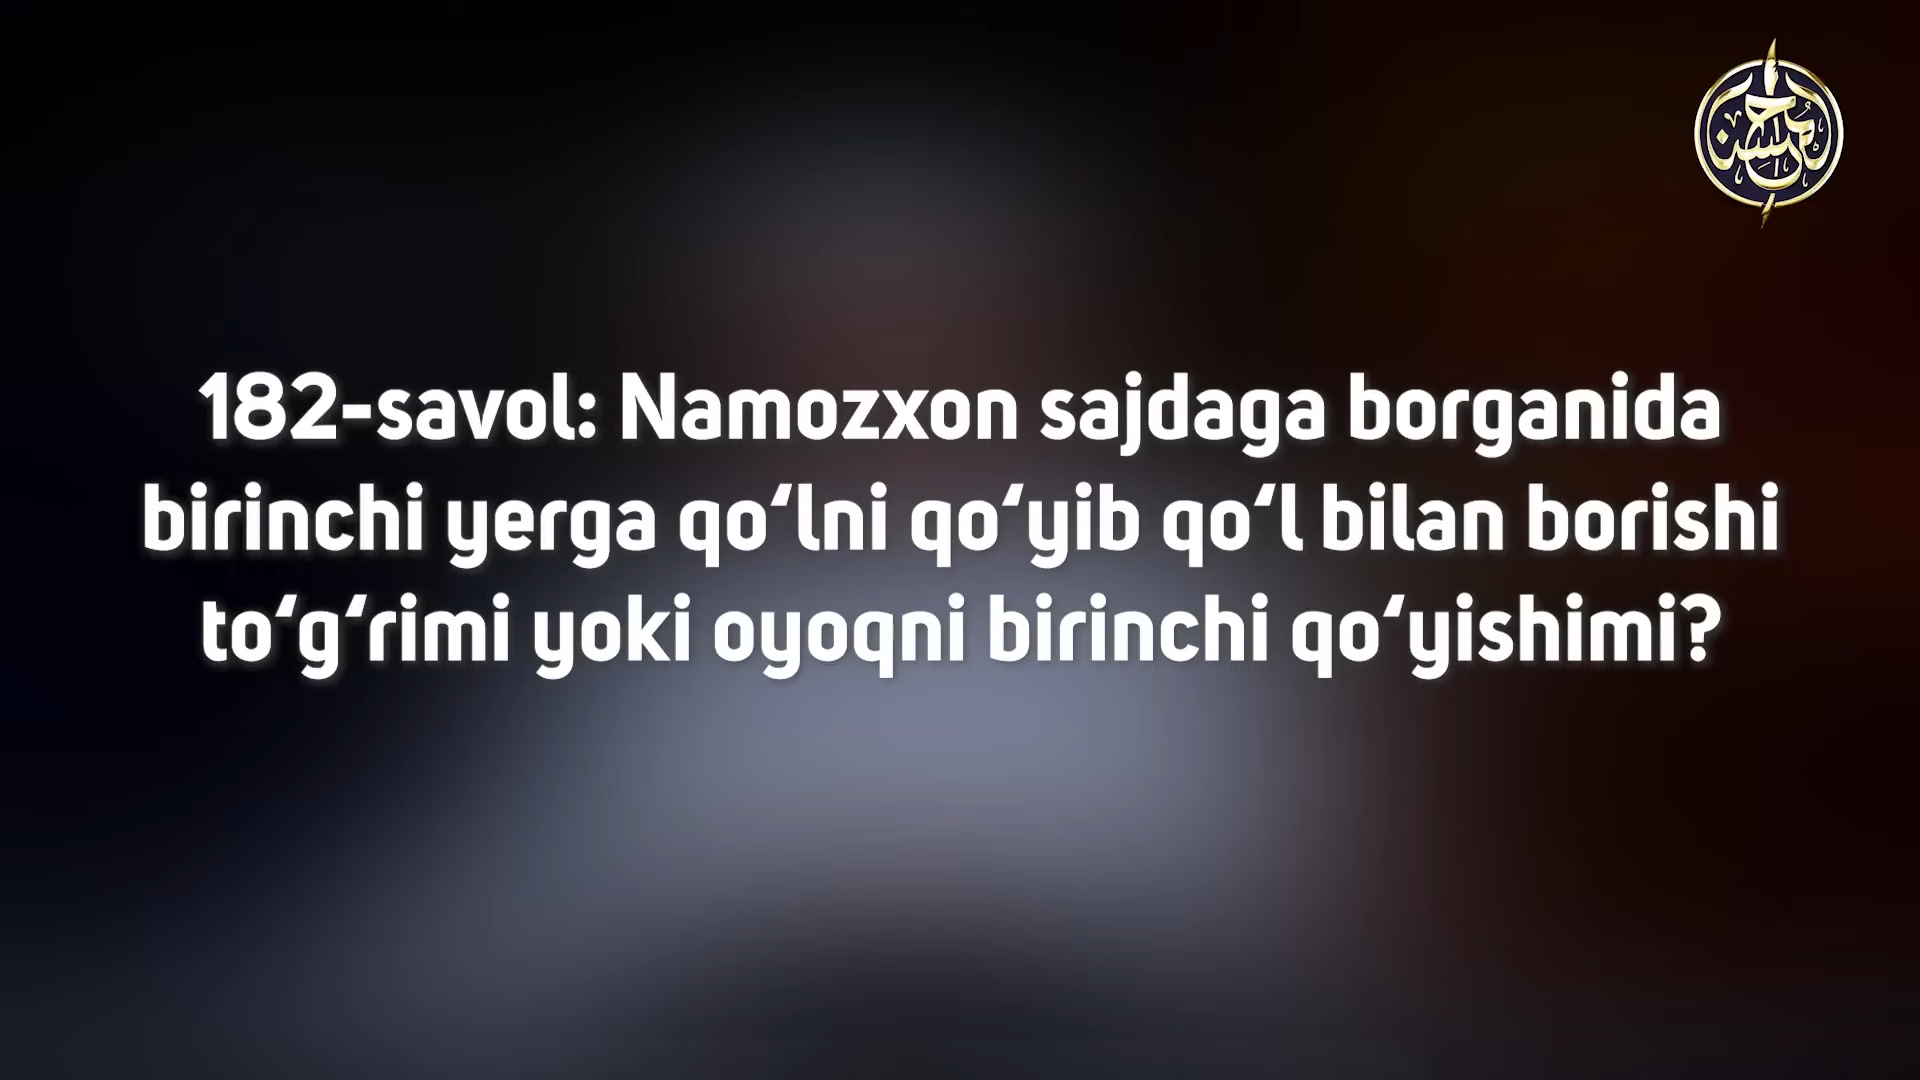 182-savol: Namozxon sajdaga borganida
birinchi yerga qo‘lni qo‘yib qo‘l bilan borishi
to‘g‘rimi yoki oyoqni birinchi qo‘yishimi?